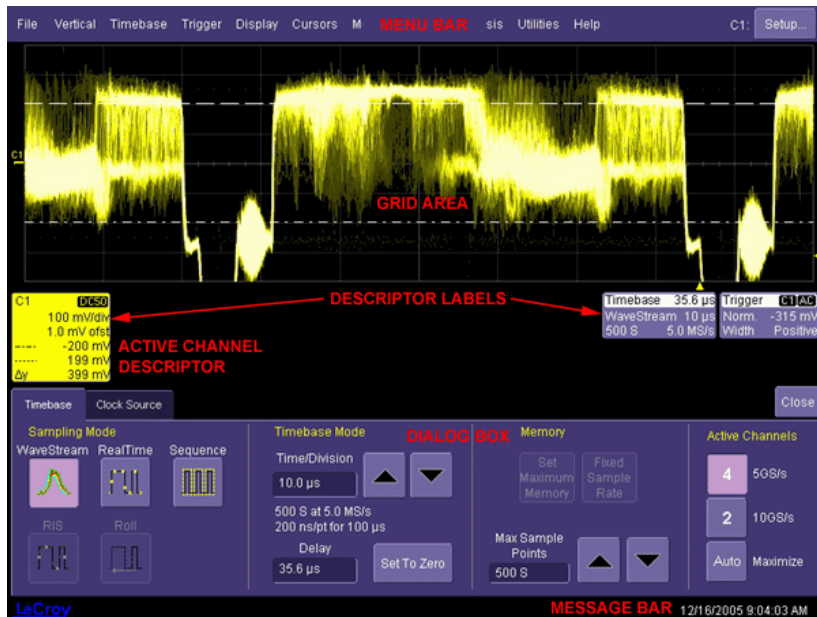 File Vertical Timebase Trigger Display Cursors M MENU BAR sis Utilities Help C1: Setup...
C1
GRID AREA
C1 DC50
100 mV/div
1.0 mV ofst
-200 mV
199 mV
Δy 399 mV
DESCRIPTOR LABELS
ACTIVE CHANNEL
DESCRIPTOR
Timebase 35.6 µs
WaveStream 10 µs
500 S 5.0 MS/s
Trigger C1 AC
Norm. -315 mV
Width Positive
Timebase Clock Source Close
DIALOG BOX
Sampling Mode
WaveStream RealTime Sequence
RIS Roll
Timebase Mode
Time/Division
10.0 µs
500 S at 5.0 MS/s
200 ns/pt for 100 µs
Delay
35.6 µs Set To Zero
Memory
Set
Maximum
Memory
Fixed
Sample
Rate
Max Sample
Points
500 S
Active Channels
4 5GS/s
2 10GS/s
Auto Maximize
LeCroy MESSAGE BAR 12/16/2005 9:04:03 AM